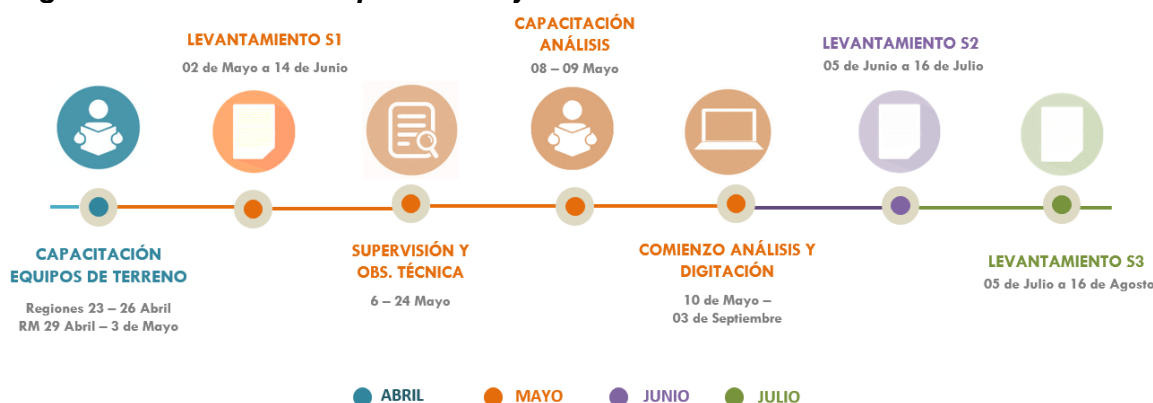 LEVANTAMIENTO S1
02 de Mayo a 14 de Junio
CAPACITACIÓN
ANÁLISIS
08 – 09 Mayo
LEVANTAMIENTO S2
05 de Junio a 16 de Julio
CAPACITACIÓN
EQUIPOS DE TERRENO
Regiones 23 – 26 Abril
RM 29 Abril – 3 de Mayo
SUPERVISIÓN Y
OBS. TÉCNICA
6 – 24 Mayo
COMIENZO ANÁLISIS Y
DIGITACIÓN
10 de Mayo –
03 de Septiembre
LEVANTAMIENTO S3
05 de Julio a 16 de Agosto
ABRIL
MAYO
JUNIO
JULIO